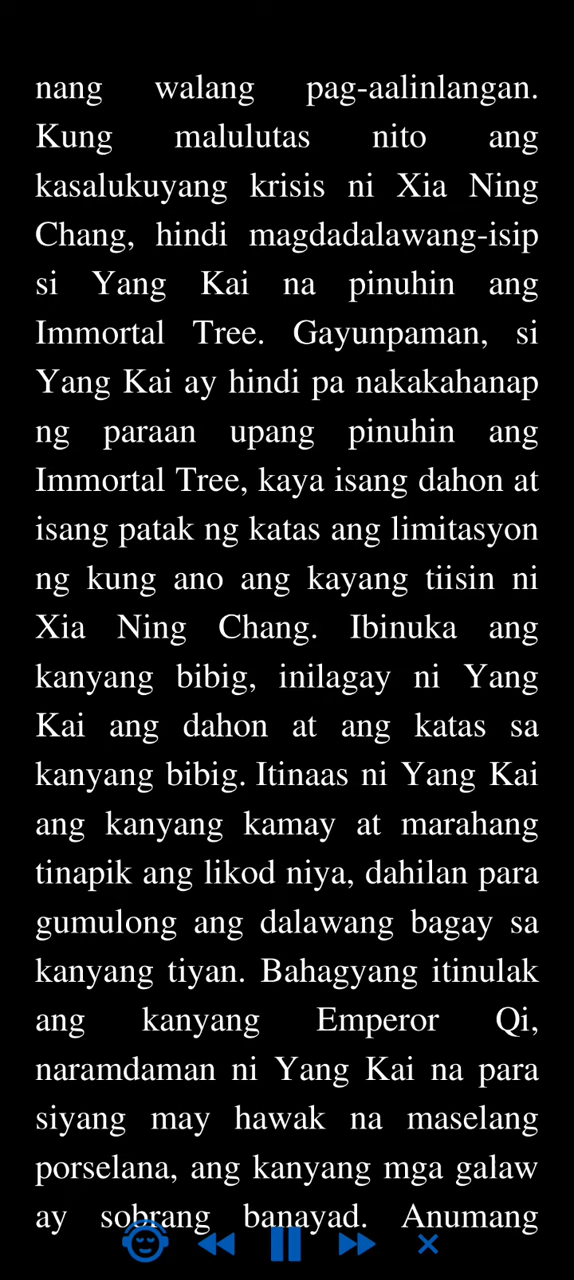 nang walang pag-aalinlangan.
Kung malulutas nito ang
kasalukuyang krisis ni Xia Ning
Chang, hindi magdadalawang-isip
si Yang Kai na pinuhin ang
Immortal Tree. Gayunpaman, si
Yang Kai ay hindi pa nakakahanap
ng paraan upang pinuhin ang
Immortal Tree, kaya isang dahon at
isang patak ng katas ang limitasyon
ng kung ano ang kayang tiisin ni
Xia Ning Chang. Ibinuka ang
kanyang bibig, inilagay ni Yang
Kai ang dahon at ang katas sa
kanyang bibig. Itinaas ni Yang Kai
ang kanyang kamay at marahang
tinapik ang likod niya, dahilan para
gumulong ang dalawang bagay sa
kanyang tiyan. Bahagyang itinulak
ang kanyang Emperor Qi,
naramdaman ni Yang Kai na para
siyang may hawak na maselang
porselana, ang kanyang mga galaw
ay sobrang banayad. Anumang